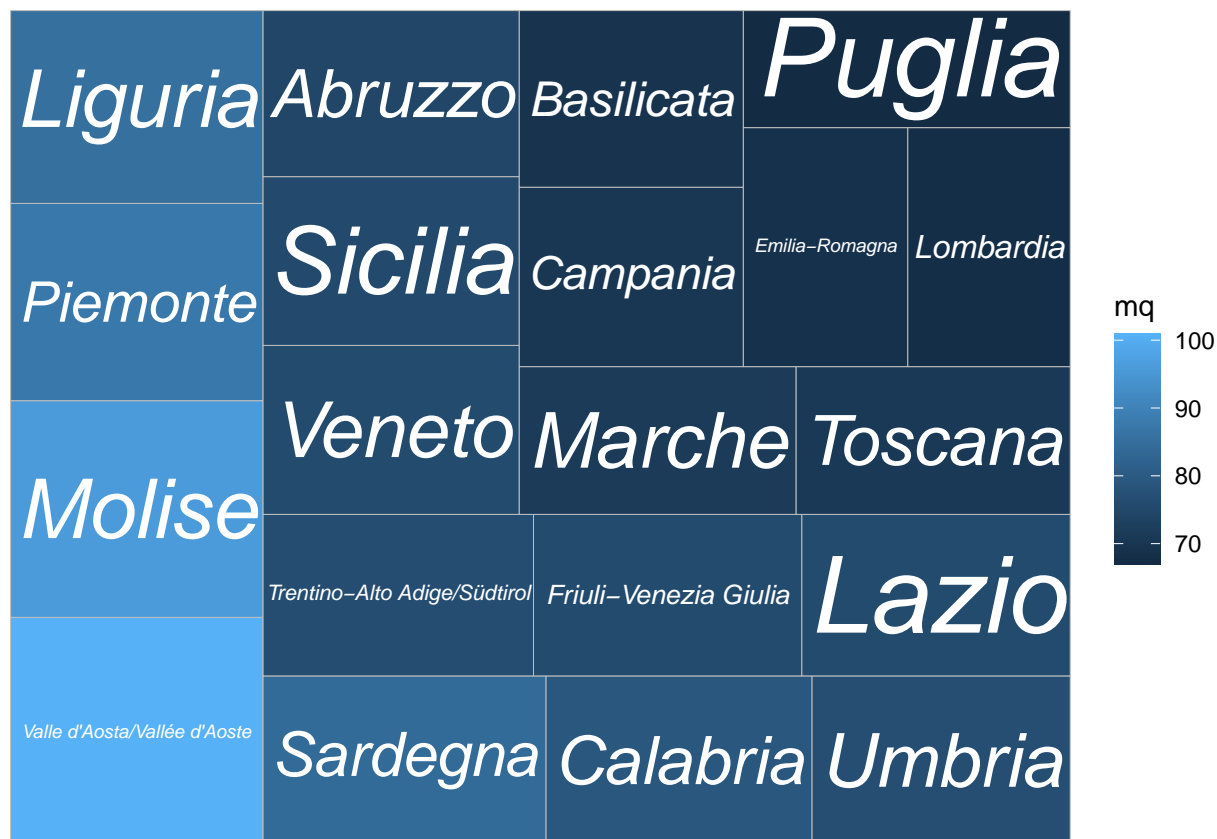 Liguria
Piemonte
Molise
Valle d'Aosta/Vallée d'Aoste
Abruzzo
Sicilia
Veneto
Basilicata
Campania
Puglia
Emilia−Romagna
Lombardia
Marche
Toscana
Trentino−Alto Adige/Südtirol
Friuli−Venezia Giulia
Lazio
Sardegna
Calabria
Umbria
mq
100
90
80
70